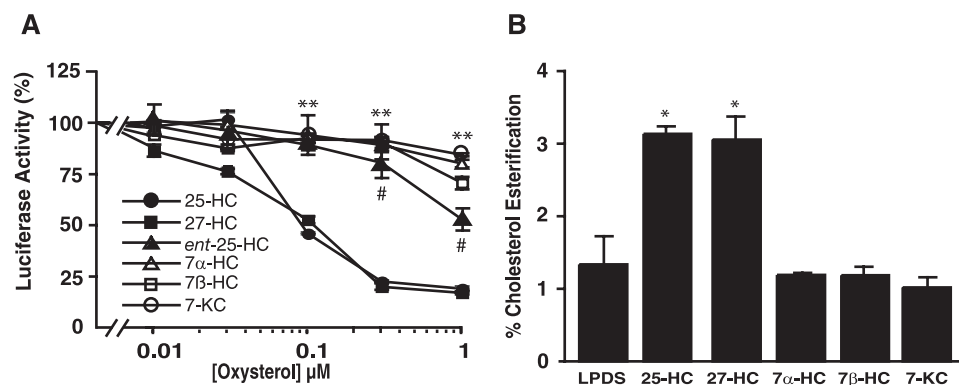 A
Luciferase Activity (%)
125
100
75
50
25
0
**
**
**
#
#
25-HC
27-HC
ent-25-HC
7α-HC
7ß-HC
7-KC
0.01
0.1
1
[Oxysterol] μM
B
% Cholesterol Esterification
4
3
2
1
0
*
*
LPDS
25-HC
27-HC
7α-HC
7β-HC
7-KC